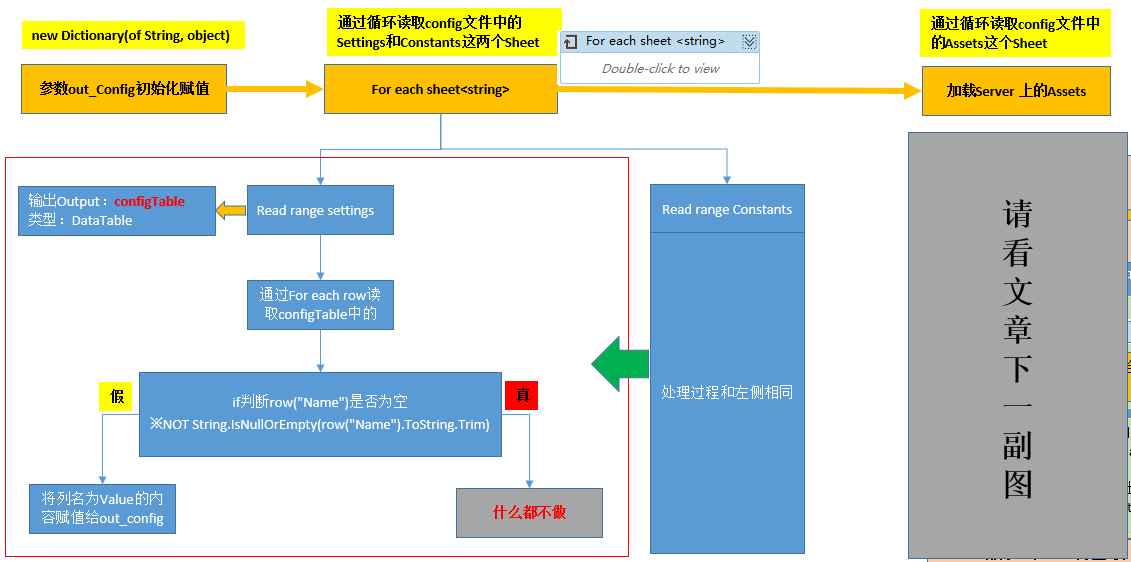 new Dictionary(of String, object)
参数out_Config初始化赋值
通过循环读取config文件中的
Settings和Constants这两个Sheet
For each sheet <string>
Double-click to view
For each sheet<string>
通过循环读取config文件中
的Assets这个Sheet
加载Server 上的Assets
输出Output：configTable
类型：DataTable
Read range settings
通过For each row读
取configTable中的
假
真
if判断row("Name")是否为空
※NOT String.IsNullOrEmpty(row("Name").ToString.Trim)
将列名为Value的内
容赋值给out_config
什么都不做
Read range Constants
处理过程和左侧相同
请
看
文
章
下
一
副
图